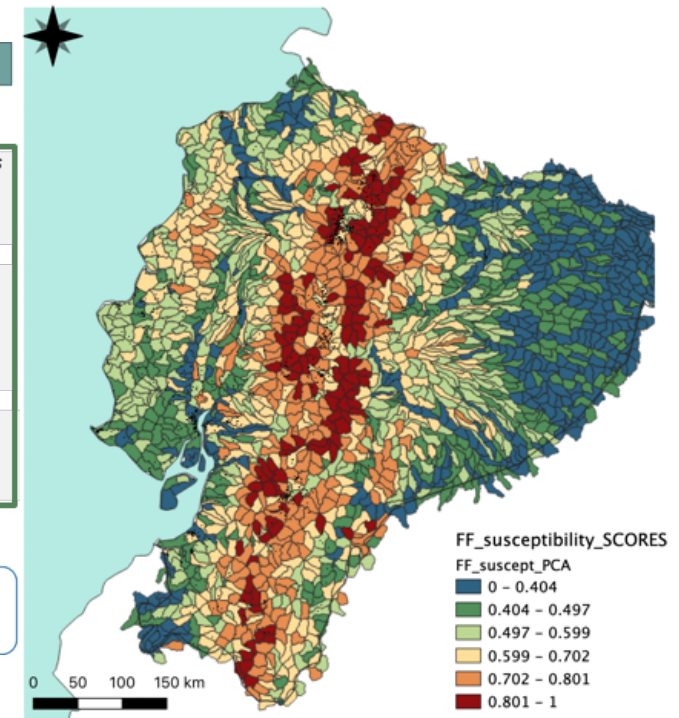 FF_susceptibility_SCORES
FF_suscept_PCA
0 – 0.404
0.404 – 0.497
0.497 – 0.599
0.599 – 0.702
0.702 – 0.801
0.801 – 1
0 50 100 150 km